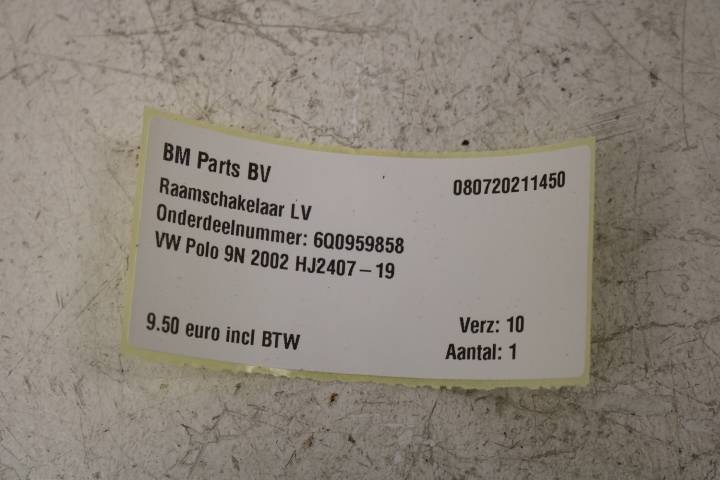 BM Parts BV
080720211450
Raamschakelaar LV
Onderdeelnummer: 6Q0959858
VW Polo 9N 2002 HJ2407-19
9.50 euro incl BTW
Verz: 10
Aantal: 1